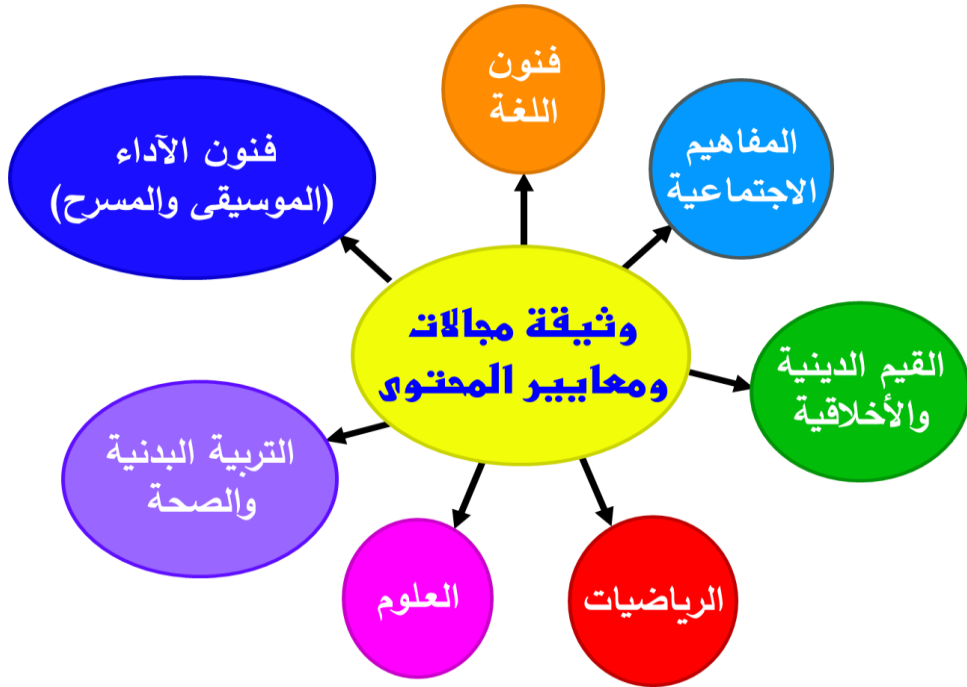 فنون
اللغة
المفاهيم
الاجتماعية
فنون الآداء
(الموسيقى والمسرح)
وثيقة مجالات
ومعايير المحتوى
القيم الدينية
والأخلاقية
التربية البدنية
والصحة
العلوم
الرياضيات